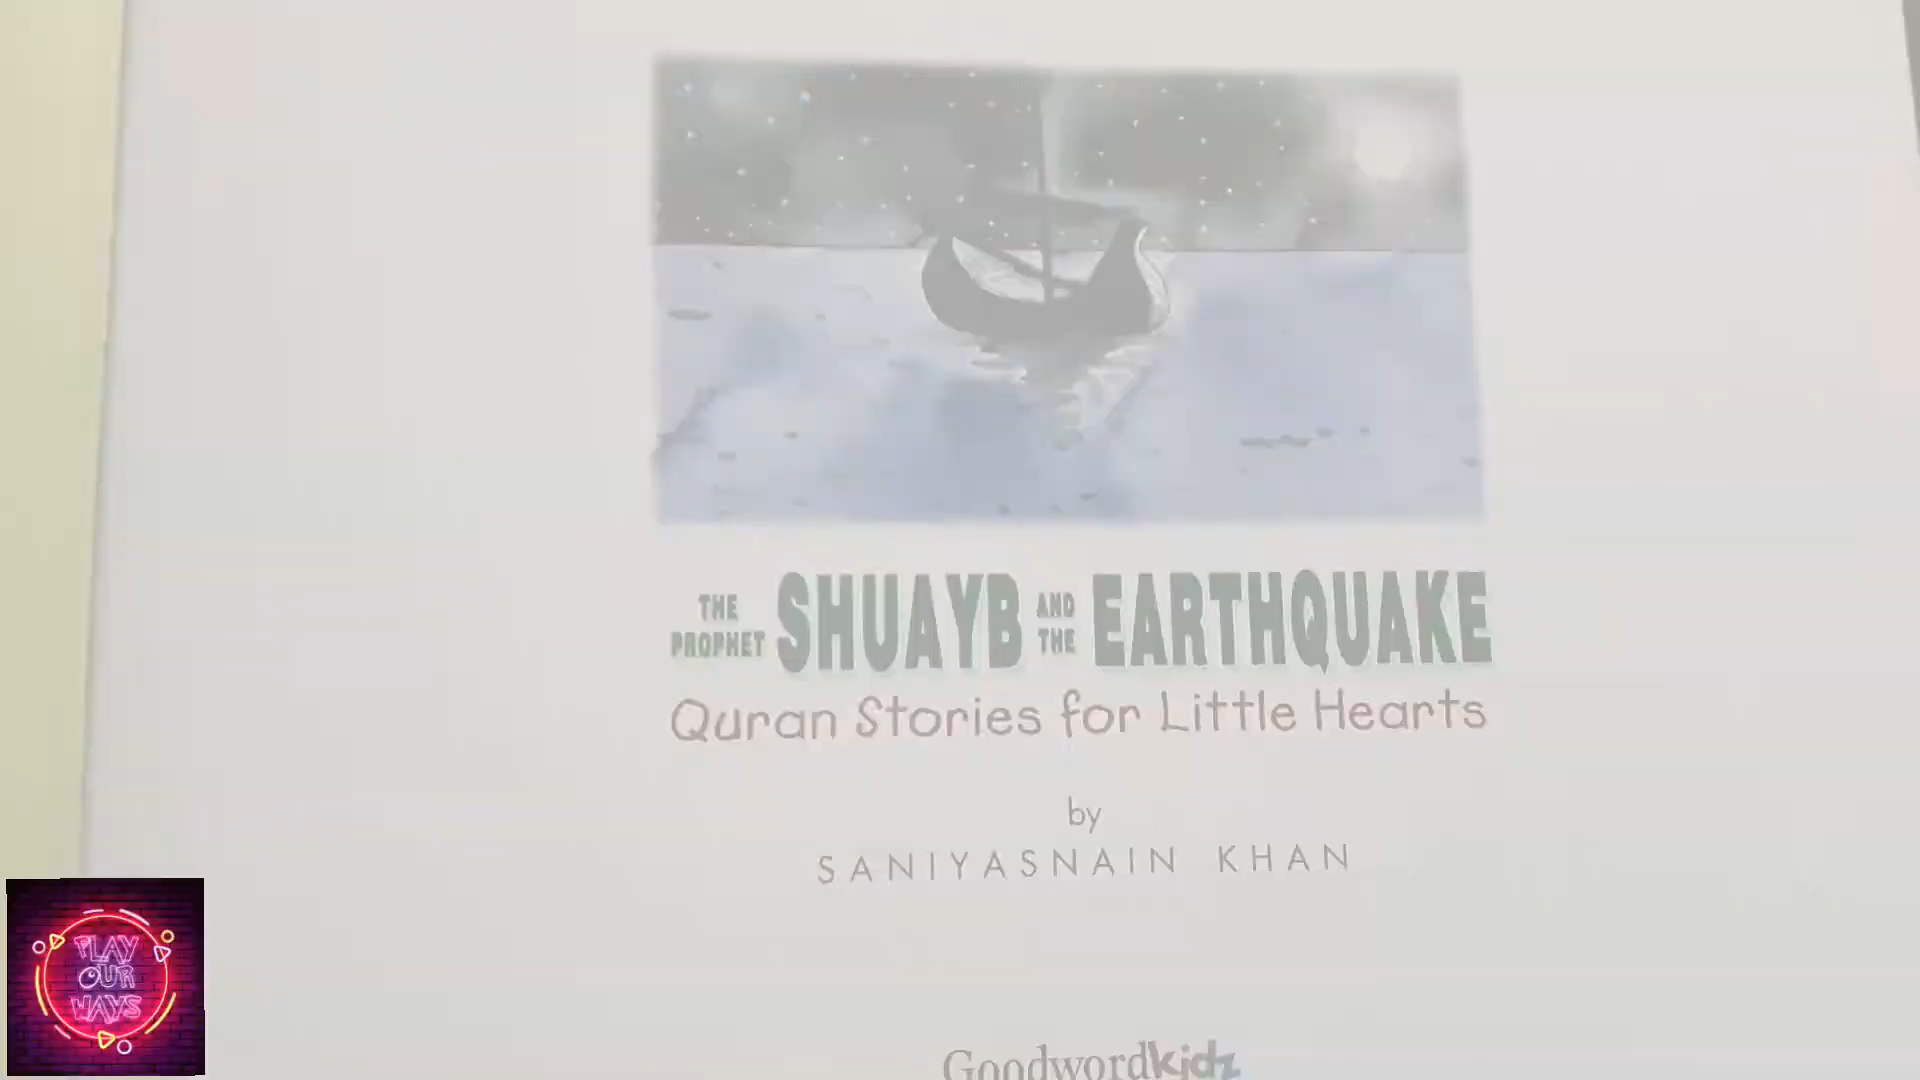 THE PROPHET SHUAYB AND THE EARTHQUAKE
Quran Stories for Little Hearts
by
SANIYASNAIN KHAN
Goodwordkidz
PLAY
OUR
WAYS